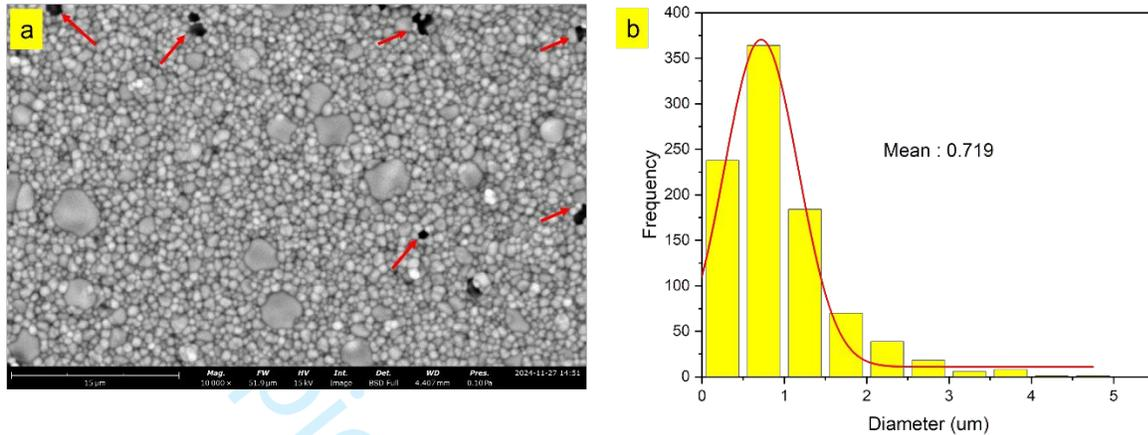 a
15 µm
Mag. FW HV Int. Det. WD Pres. 2024-11-27 14:51
10 000 × 51.9 µm 15 kV Image BSD Full 4.407 mm 0.10 Pa
b
400
350
300
250
200
150
100
50
0
Frequency
Mean : 0.719
0 1 2 3 4 5
Diameter (um)